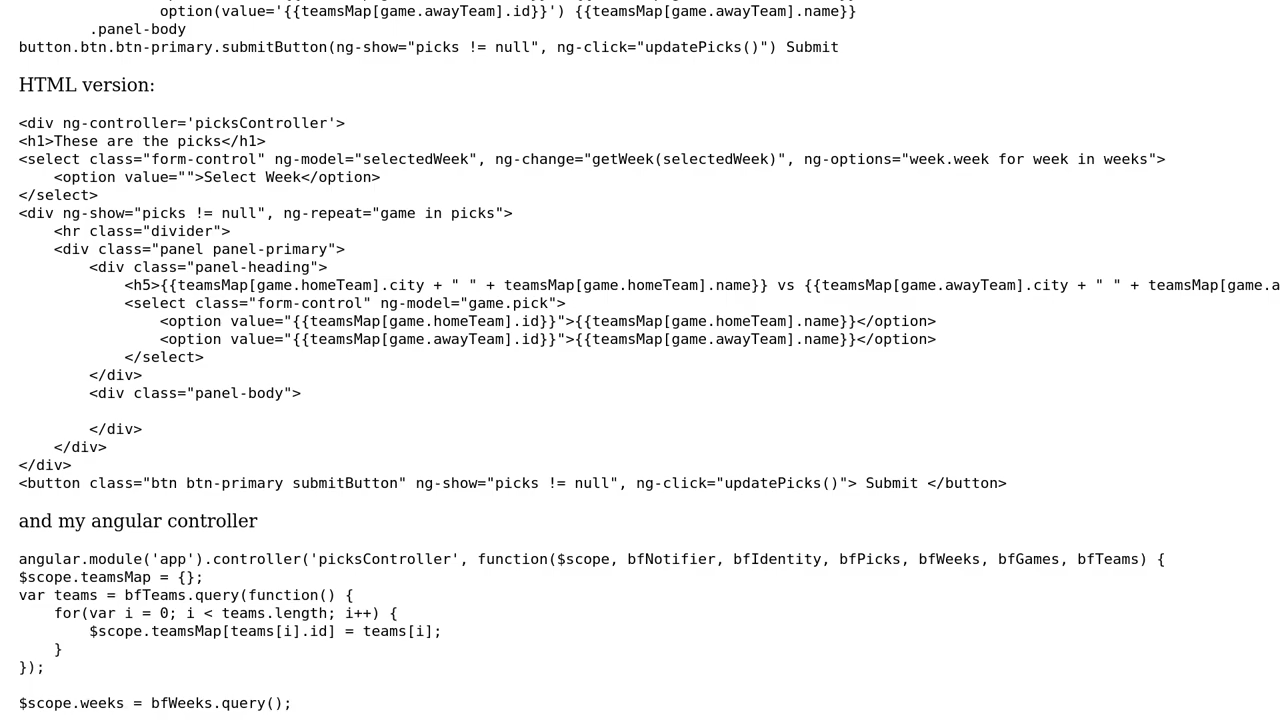 option(value='{{teamsMap[game.awayTeam].id}}') {{teamsMap[game.awayTeam].name}}
.panel-body
button.btn.btn-primary.submitButton(ng-show="picks != null", ng-click="updatePicks()") Submit
HTML version:
<div ng-controller='picksController'>
<h1>These are the picks</h1>
<select class="form-control" ng-model="selectedWeek", ng-change="getWeek(selectedWeek)", ng-options="week.week for week in weeks">
<option value="">Select Week</option>
</select>
<div ng-show="picks != null", ng-repeat="game in picks">
<hr class="divider">
<div class="panel panel-primary">
<div class="panel-heading">
<h5>{{teamsMap[game.homeTeam].city + " " + teamsMap[game.homeTeam].name}} vs {{teamsMap[game.awayTeam].city + " " + teamsMap[game.a
<select class="form-control" ng-model="game.pick">
<option value="{{teamsMap[game.homeTeam].id}}">{{teamsMap[game.homeTeam].name}}</option>
<option value="{{teamsMap[game.awayTeam].id}}">{{teamsMap[game.awayTeam].name}}</option>
</select>
</div>
<div class="panel-body">
</div>
</div>
</div>
<button class="btn btn-primary submitButton" ng-show="picks != null", ng-click="updatePicks()"> Submit </button>
and my angular controller
angular.module('app').controller('picksController', function($scope, bfNotifier, bfIdentity, bfPicks, bfWeeks, bfGames, bfTeams) {
$scope.teamsMap = {};
var teams = bfTeams.query(function() {
for(var i = 0; i < teams.length; i++) {
$scope.teamsMap[teams[i].id] = teams[i];
}
});
$scope.weeks = bfWeeks.query();